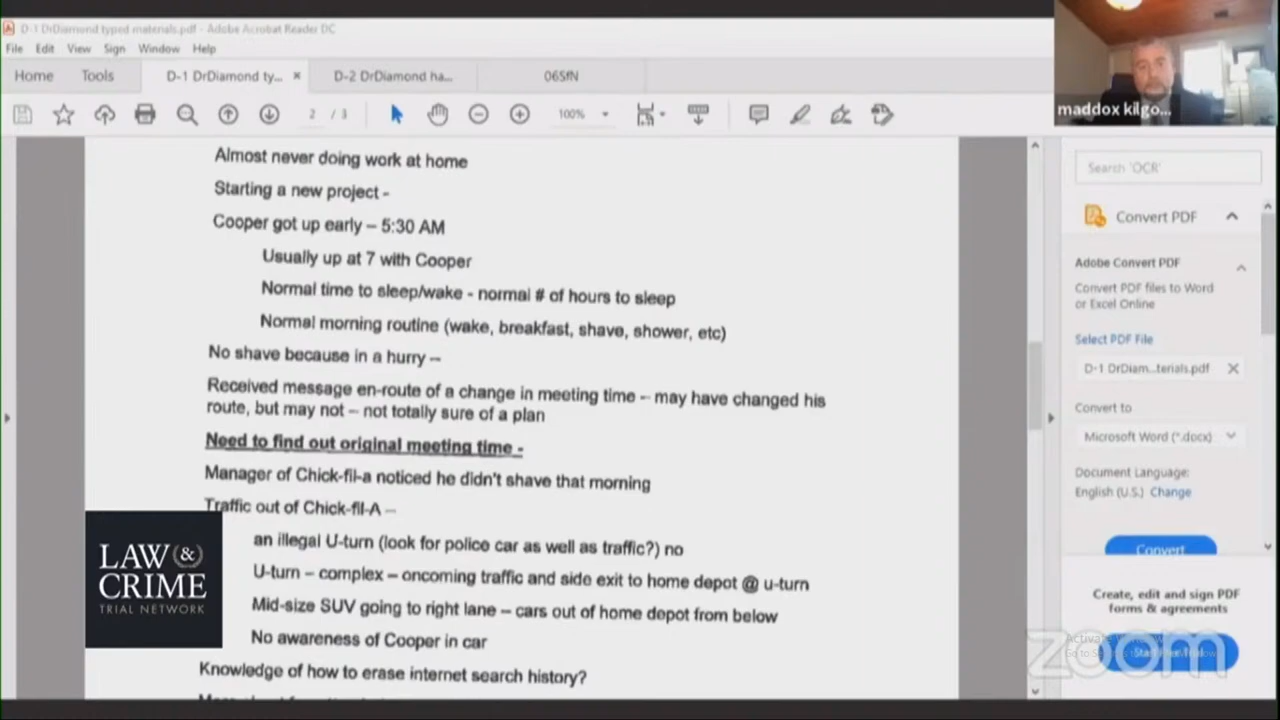 D-1 DrDiamond typed materials.pdf - Adobe Acrobat Reader DC
File Edit View Sign Window Help
Home Tools D-1 DrDiamond ty... × D-2 DrDiamond ha... 06SfN
2 / 3 100%
maddox kilgo...
Almost never doing work at home
Starting a new project -
Cooper got up early – 5:30 AM
Usually up at 7 with Cooper
Normal time to sleep/wake - normal # of hours to sleep
Normal morning routine (wake, breakfast, shave, shower, etc)
No shave because in a hurry –
Received message en-route of a change in meeting time – may have changed his
route, but may not – not totally sure of a plan
Need to find out original meeting time -
Manager of Chick-fil-a noticed he didn't shave that morning
Traffic out of Chick-fil-A –
an illegal U-turn (look for police car as well as traffic?) no
U-turn – complex – oncoming traffic and side exit to home depot @ u-turn
Mid-size SUV going to right lane – cars out of home depot from below
No awareness of Cooper in car
Knowledge of how to erase internet search history?
Search 'OCR'
Convert PDF
Adobe Convert PDF
Convert PDF files to Word
or Excel Online
Select PDF File
D-1 DrDiam...terials.pdf ×
Convert to
Microsoft Word (*.docx)
Document Language:
English (U.S.) Change
Convert
Create, edit and sign PDF
forms & agreements
zoom
LAW &
CRIME
TRIAL NETWORK